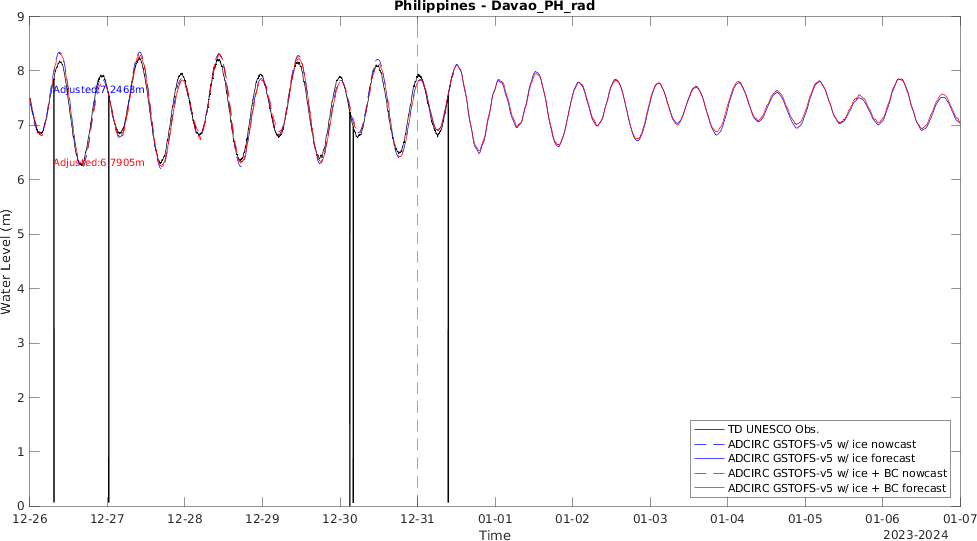 Philippines - Davao_PH_rad
9
8
7
6
5
4
3
2
1
0
Water Level (m)
Adjusted:7.2463m
Adjusted:6.7905m
TD UNESCO Obs.
ADCIRC GSTOFS-v5 w/ ice nowcast
ADCIRC GSTOFS-v5 w/ ice forecast
ADCIRC GSTOFS-v5 w/ ice + BC nowcast
ADCIRC GSTOFS-v5 w/ ice + BC forecast
12-26 12-27 12-28 12-29 12-30 12-31 01-01 01-02 01-03 01-04 01-05 01-06 01-07
Time
2023-2024